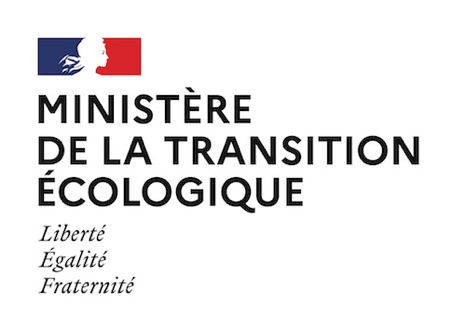 MINISTÈRE
DE LA TRANSITION
ÉCOLOGIQUE
Liberté
Égalité
Fraternité